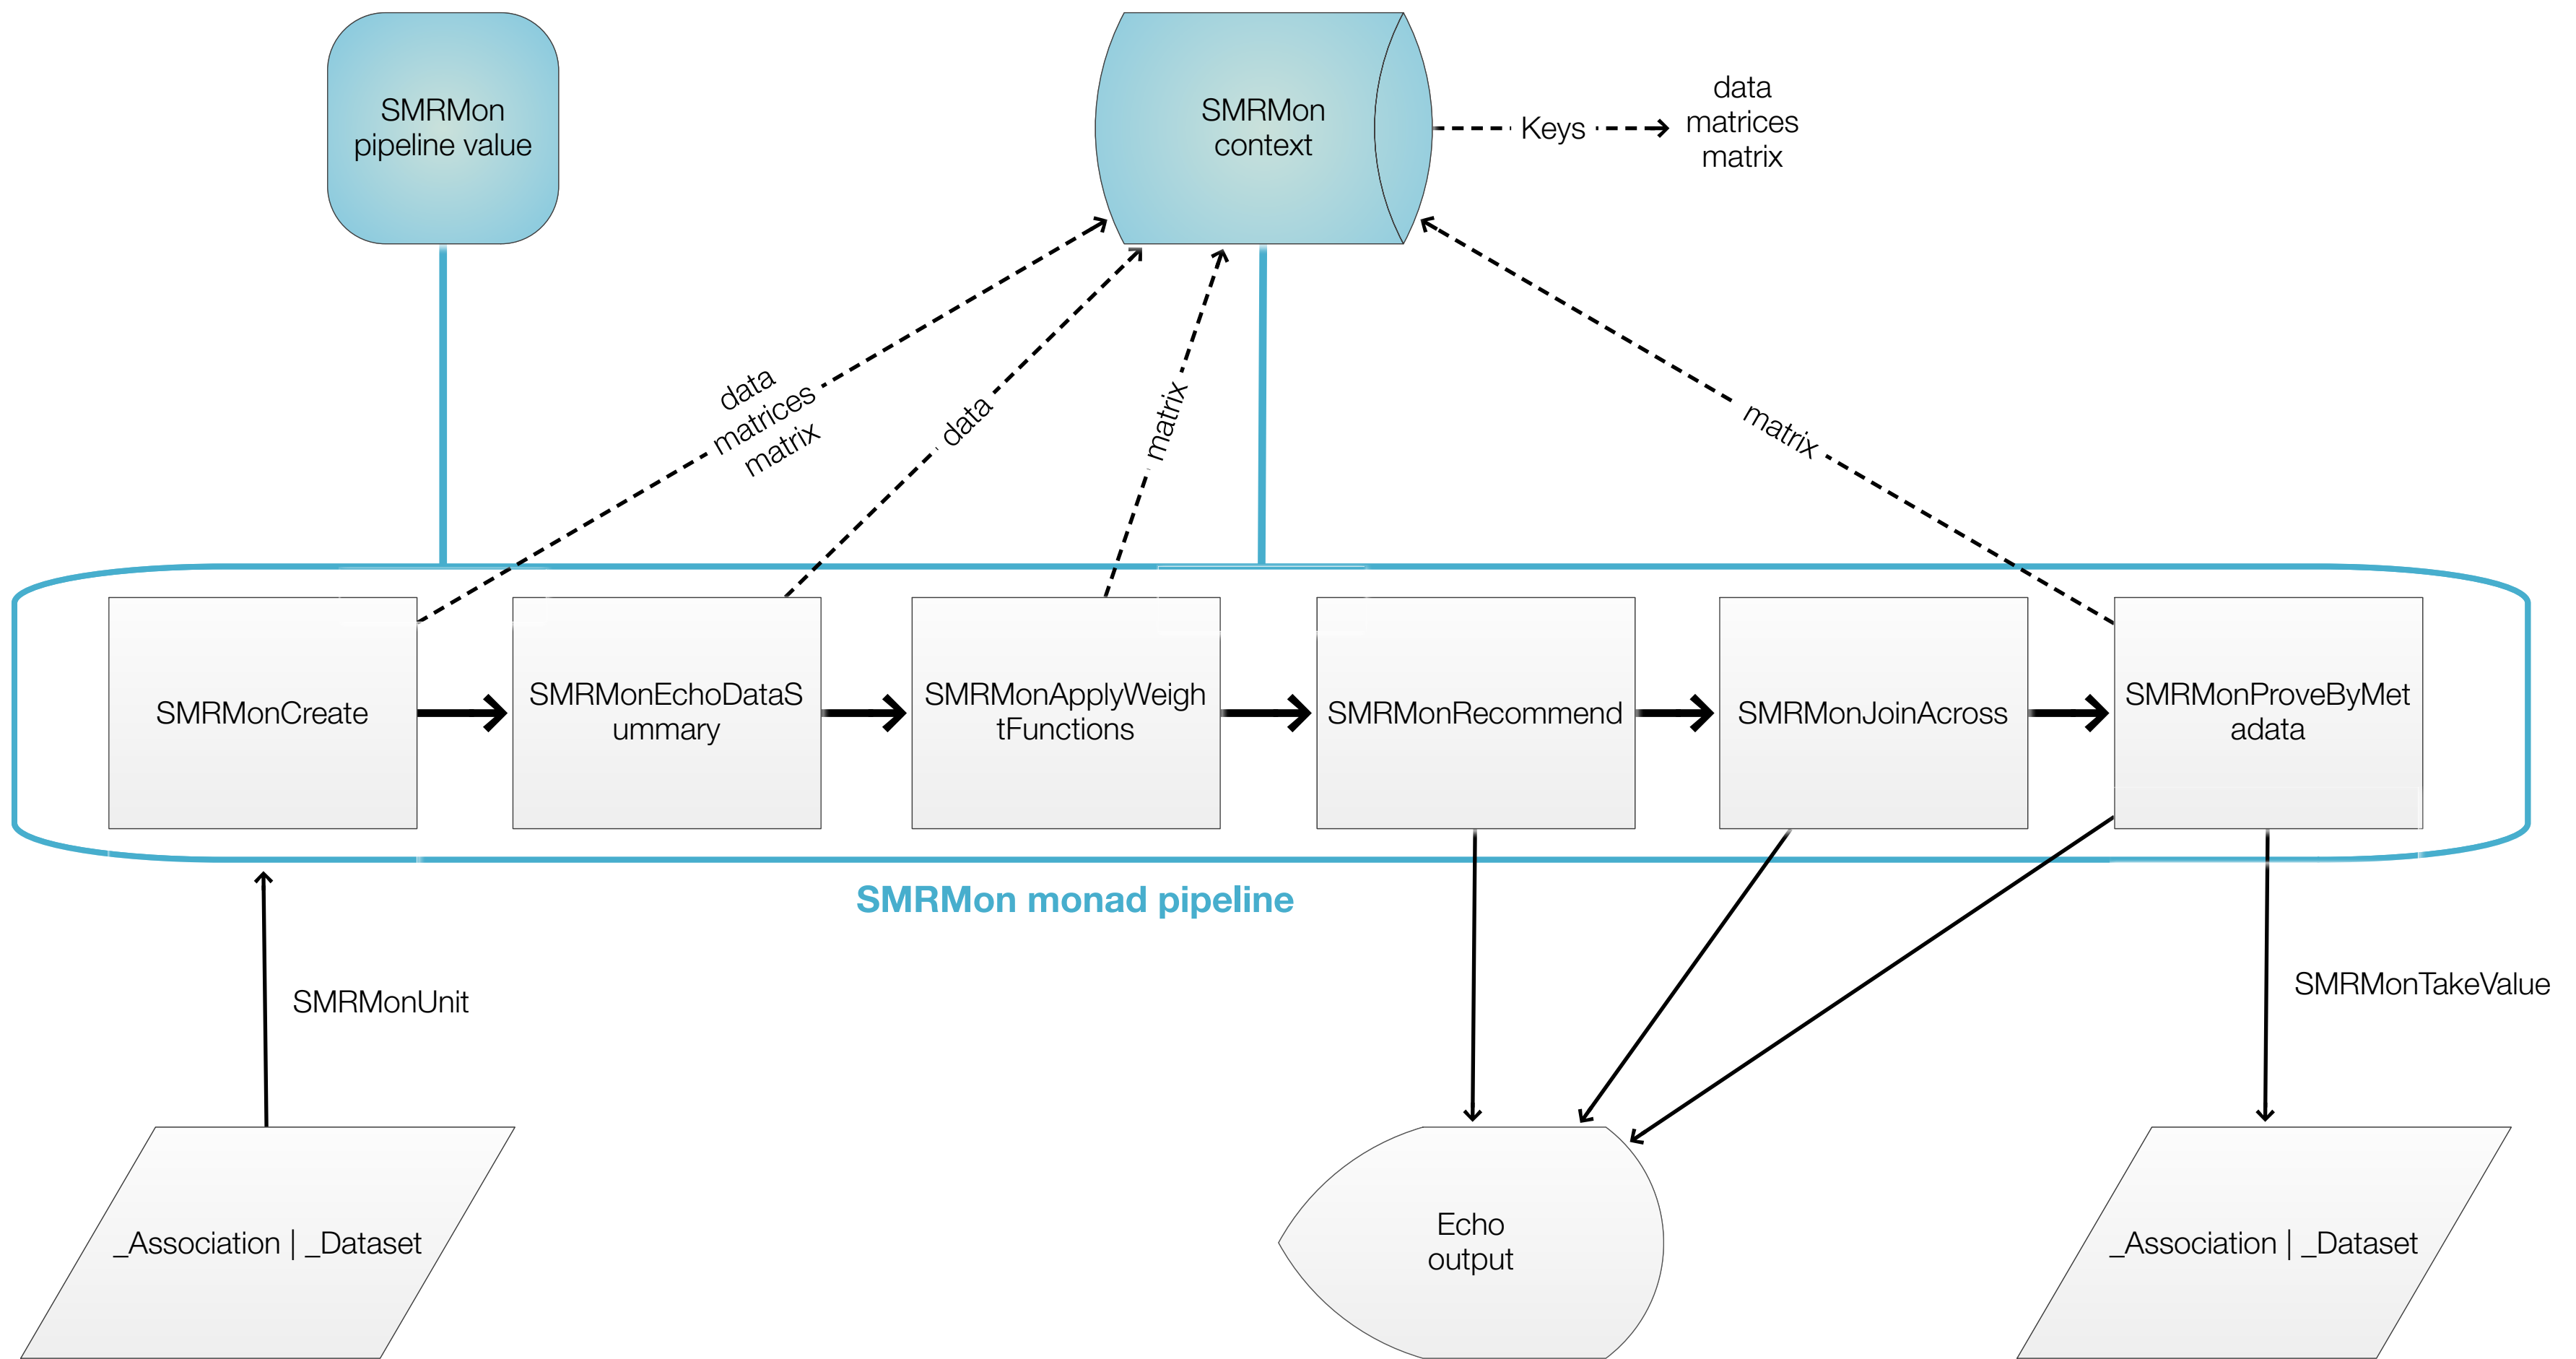 SMRMon
pipeline value
SMRMon
context
Keys
data
matrices
matrix
data
matrices
matrix
data
matrix
matrix
SMRMonCreate
SMRMonEchoDataS
ummary
SMRMonApplyWeigh
tFunctions
SMRMonRecommend
SMRMonJoinAcross
SMRMonProveByMet
adata
SMRMon monad pipeline
SMRMonUnit
SMRMonTakeValue
_Association | _Dataset
Echo
output
_Association | _Dataset